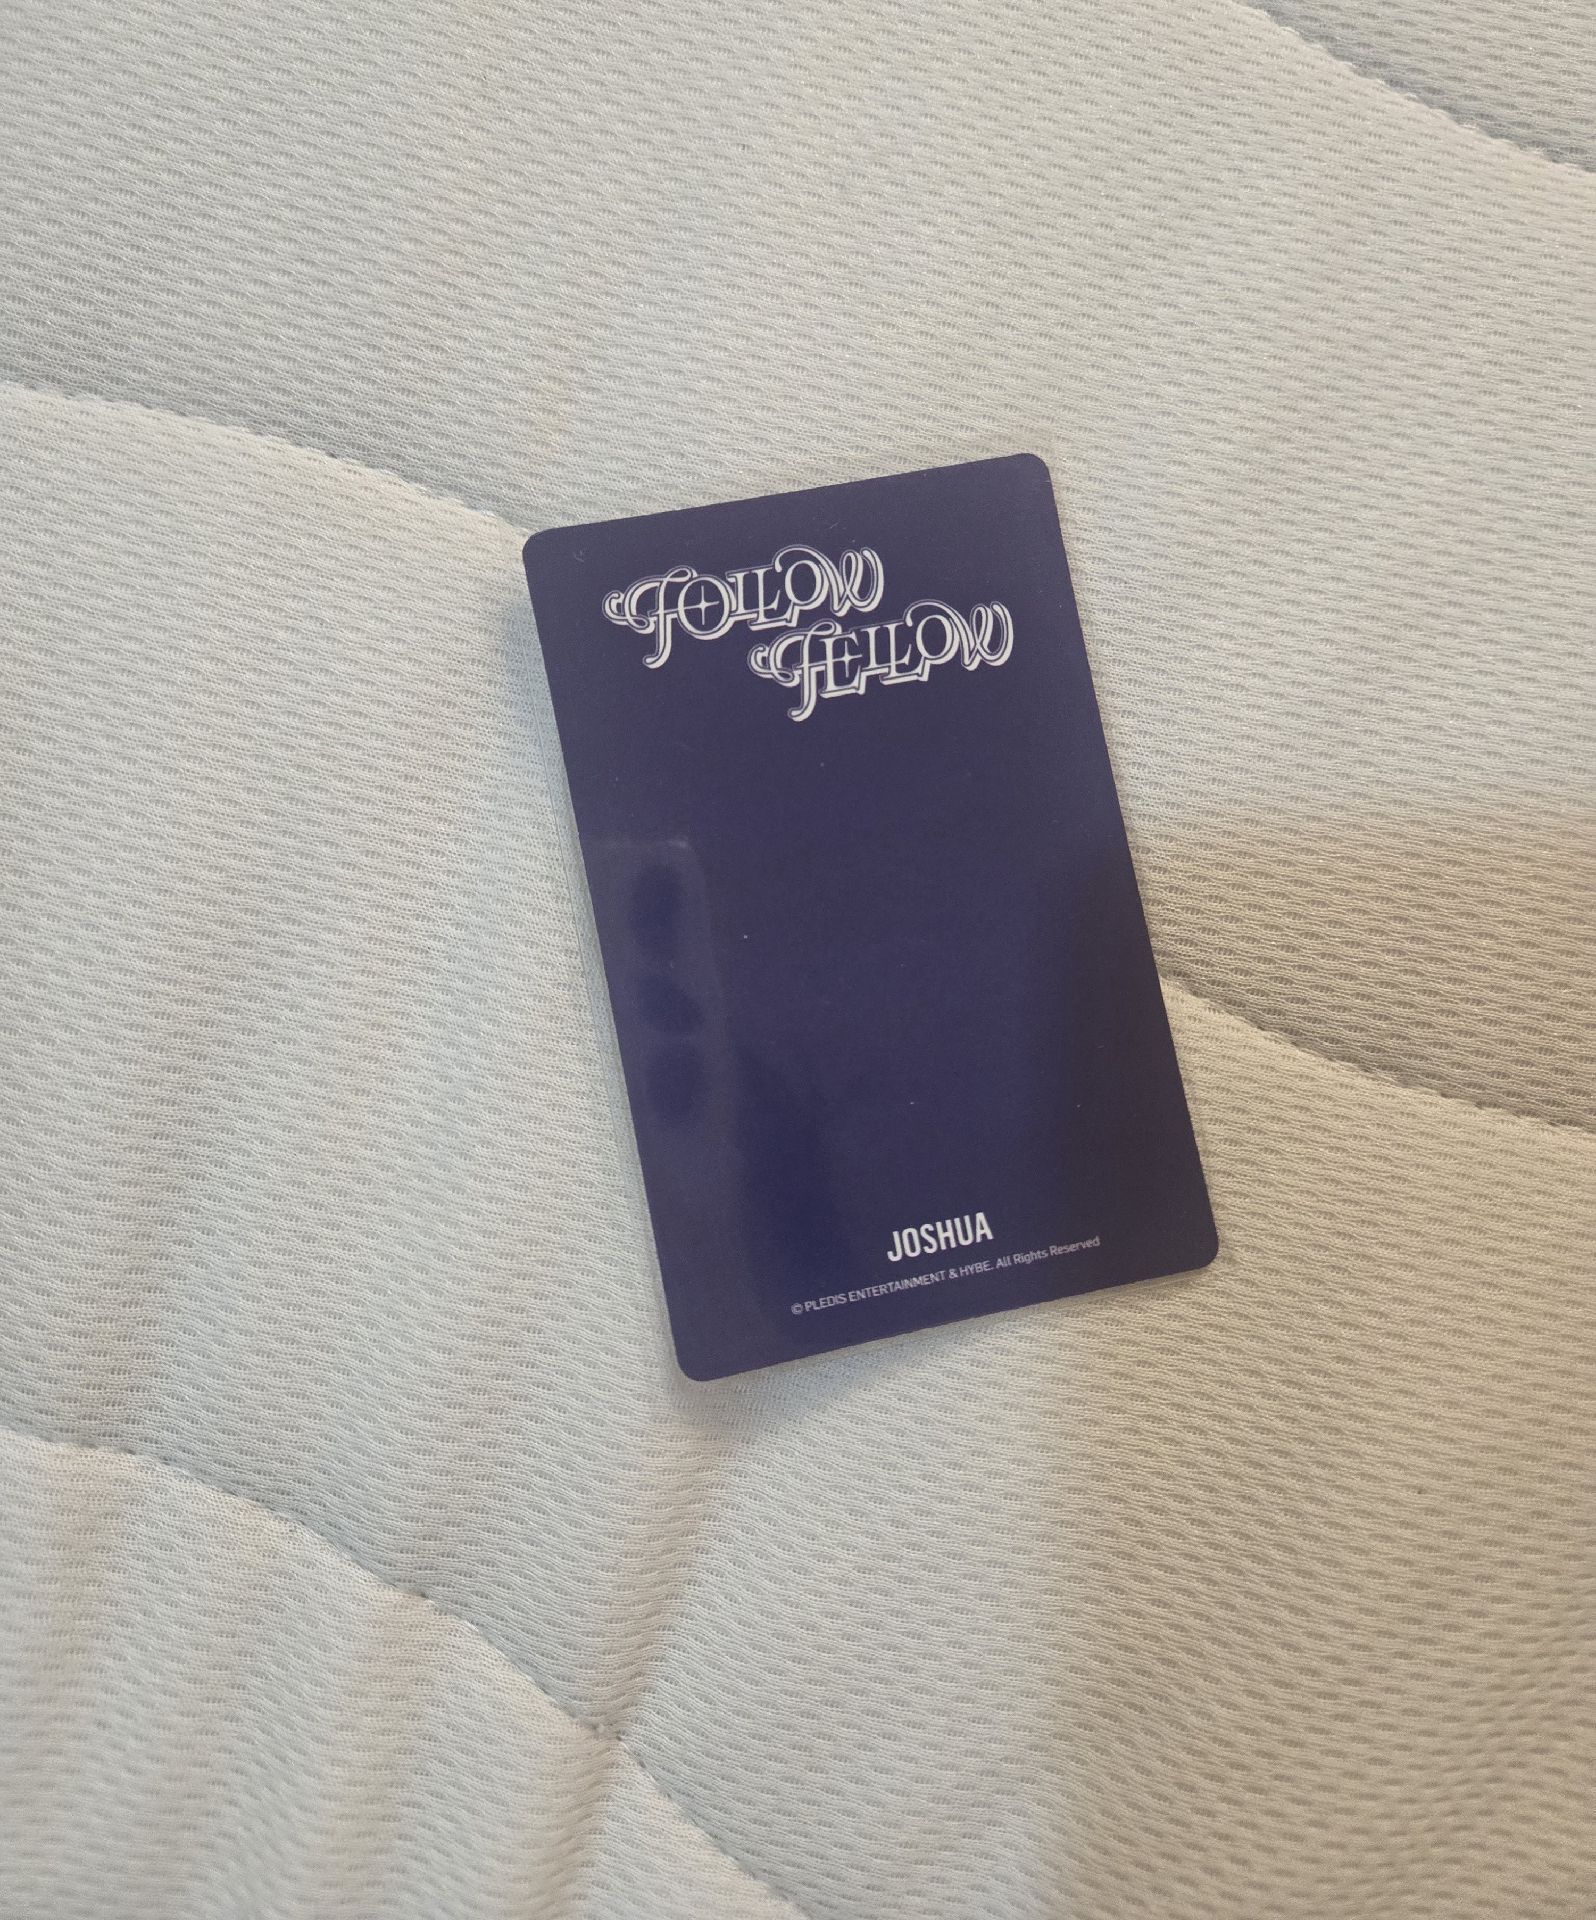 FOLLOW
FELLOW
JOSHUA
© PLEDIS ENTERTAINMENT & HYBE. All Rights Reserved